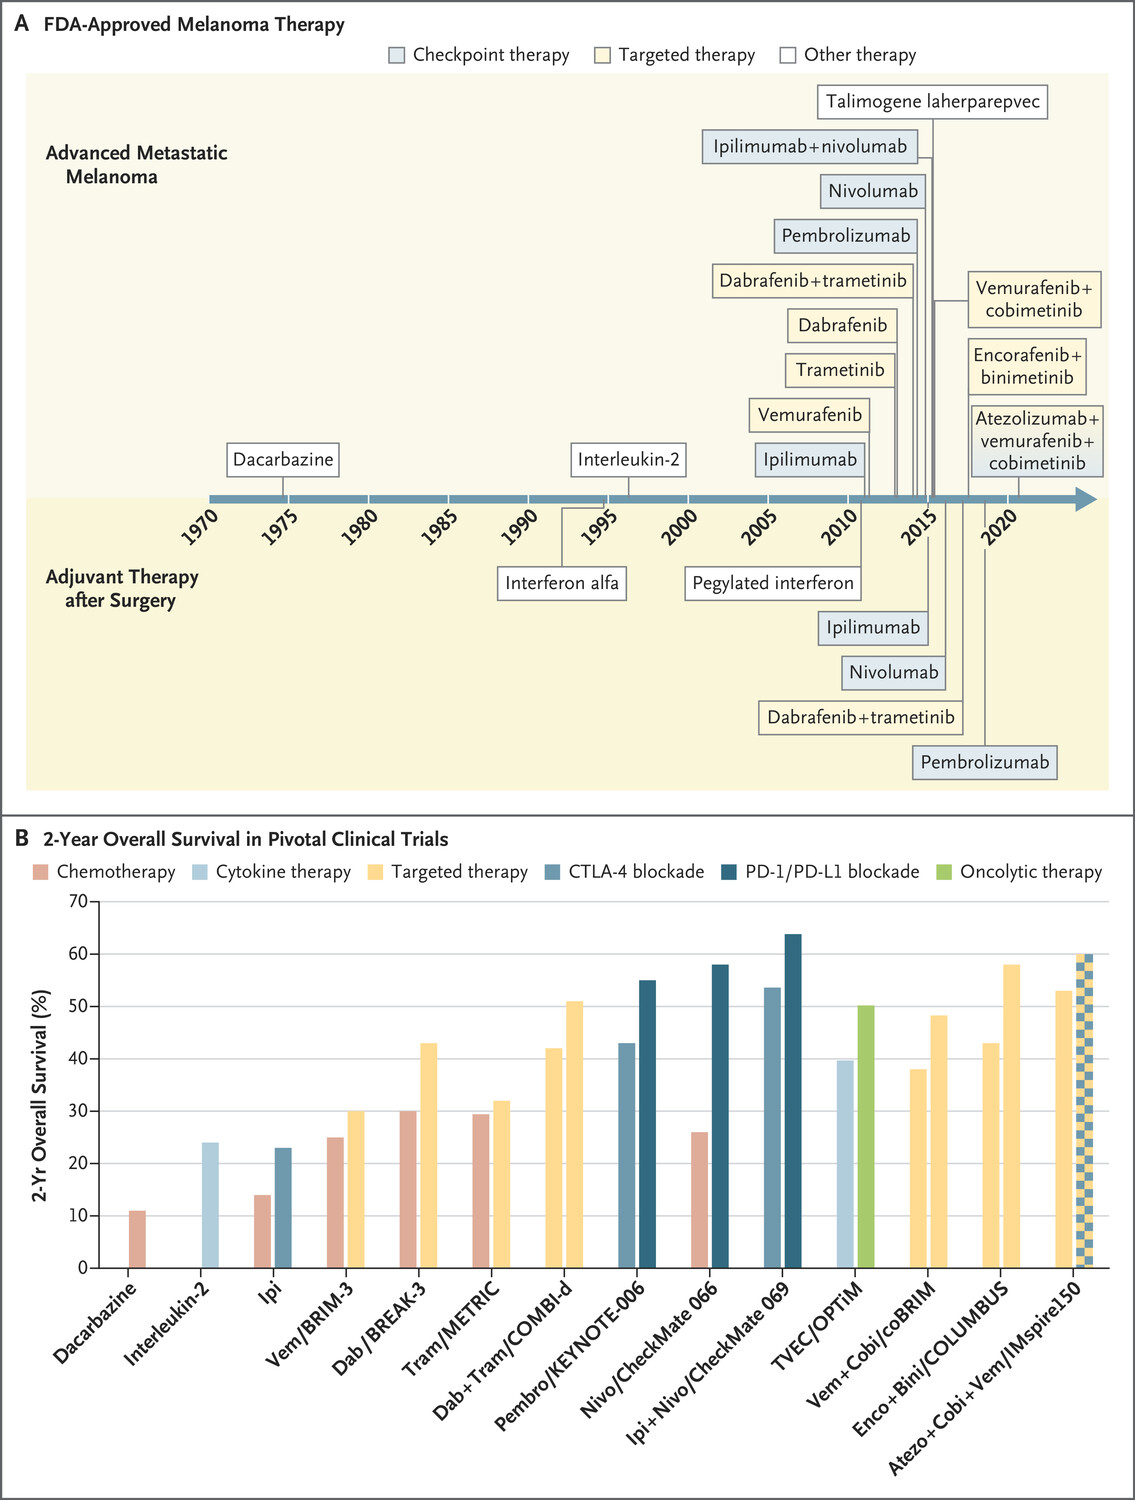 A FDA-Approved Melanoma Therapy
Checkpoint therapy Targeted therapy Other therapy
Advanced Metastatic
Melanoma
Talimogene laherparepvec
Ipilimumab+nivolumab
Nivolumab
Pembrolizumab
Dabrafenib+trametinib
Vemurafenib+
cobimetinib
Dabrafenib
Encorafenib+
binimetinib
Trametinib
Vemurafenib
Atezolizumab+
vemurafenib+
cobimetinib
Dacarbazine
Interleukin-2
Ipilimumab
1970 1975 1980 1985 1990 1995 2000 2005 2010 2015 2020
Adjuvant Therapy
after Surgery
Interferon alfa
Pegylated interferon
Ipilimumab
Nivolumab
Dabrafenib+trametinib
Pembrolizumab
B 2-Year Overall Survival in Pivotal Clinical Trials
Chemotherapy Cytokine therapy Targeted therapy CTLA-4 blockade PD-1/PD-L1 blockade Oncolytic therapy
2-Yr Overall Survival (%)
70
60
50
40
30
20
10
0
Dacarbazine
Interleukin-2
Ipi
Vem/BRIM-3
Dab/BREAK-3
Tram/METRIC
Dab+Tram/COMBI-d
Pembro/KEYNOTE-006
Nivo/CheckMate 066
Ipi+Nivo/CheckMate 069
TVEC/OPTiM
Vem+Cobi/coBRIM
Enco+Bini/COLUMBUS
Atezo+Cobi+Vem/IMspire150